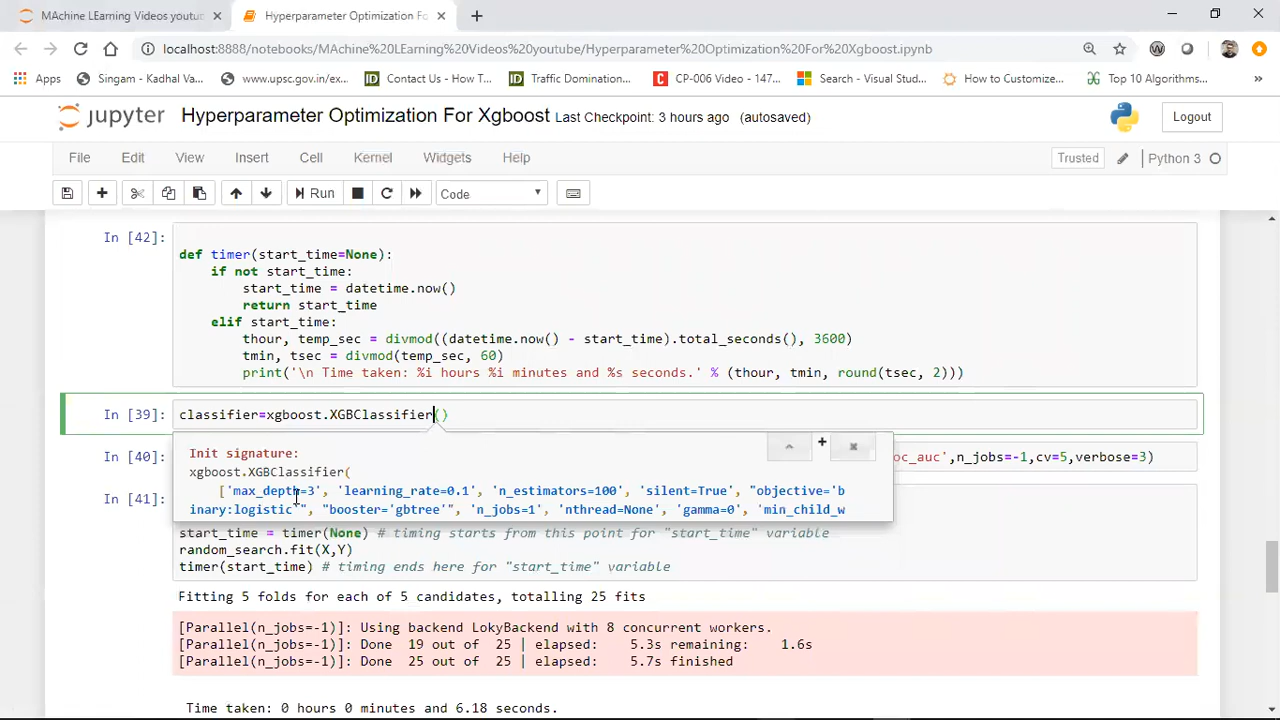 MAchine LEarning Videos youtub
Hyperparameter Optimization For
localhost:8888/notebooks/MAchine%20LEarning%20Videos%20youtube/Hyperparameter%20Optimization%20For%20Xgboost.ipynb
Apps
Singam - Kadhal Va
www.upsc.gov.in/ex
Contact Us - How T
Traffic Domination
CP-006 Video - 147
Search - Visual Stud
How to Customize
Top 10 Algorithms
jupyter Hyperparameter Optimization For Xgboost Last Checkpoint: 3 hours ago (autosaved)
Logout
File Edit View Insert Cell Kernel Widgets Help
Trusted
Python 3
Run
Code
In [42]:
def timer(start_time=None):
if not start_time:
start_time = datetime.now()
return start_time
elif start_time:
thour, temp_sec = divmod((datetime.now() - start_time).total_seconds(), 3600)
tmin, tsec = divmod(temp_sec, 60)
print('\n Time taken: %i hours %i minutes and %s seconds.' % (thour, tmin, round(tsec, 2)))
In [39]: classifier=xgboost.XGBClassifier()
Init signature:
xgboost.XGBClassifier(
['max_depth=3', 'learning_rate=0.1', 'n_estimators=100', 'silent=True', "objective='b
inary:logistic'", "booster='gbtree'", 'n_jobs=1', 'nthread=None', 'gamma=0', 'min_child_w
In [40]: oc_auc',n_jobs=-1,cv=5,verbose=3)
In [41]:
start_time = timer(None) # timing starts from this point for "start_time" variable
random_search.fit(X,Y)
timer(start_time) # timing ends here for "start_time" variable
Fitting 5 folds for each of 5 candidates, totalling 25 fits
[Parallel(n_jobs=-1)]: Using backend LokyBackend with 8 concurrent workers.
[Parallel(n_jobs=-1)]: Done 19 out of 25 | elapsed: 5.3s remaining: 1.6s
[Parallel(n_jobs=-1)]: Done 25 out of 25 | elapsed: 5.7s finished
Time taken: 0 hours 0 minutes and 6.18 seconds.